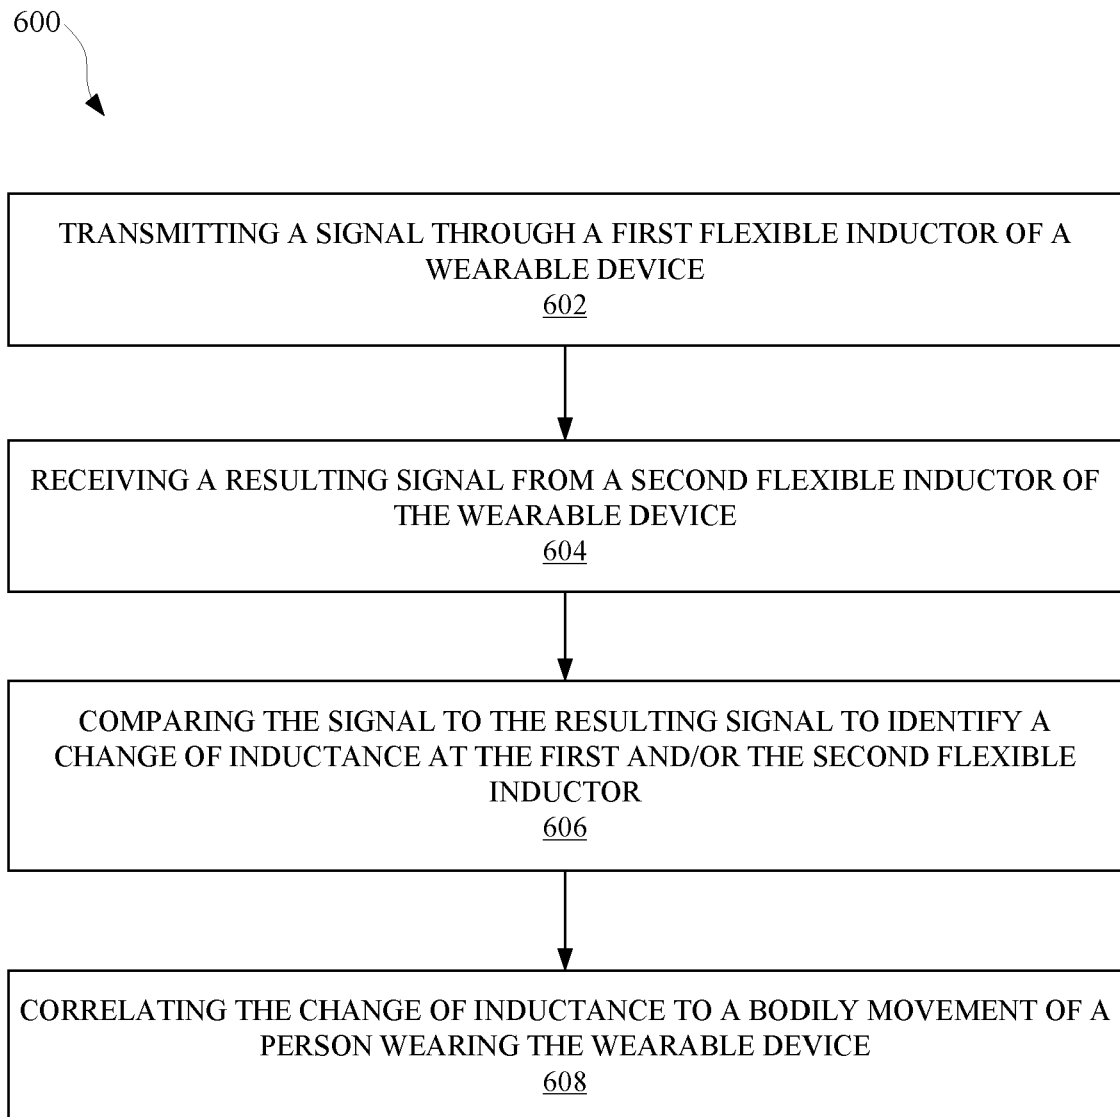 600
TRANSMITTING A SIGNAL THROUGH A FIRST FLEXIBLE INDUCTOR OF A
WEARABLE DEVICE
602
RECEIVING A RESULTING SIGNAL FROM A SECOND FLEXIBLE INDUCTOR OF
THE WEARABLE DEVICE
604
COMPARING THE SIGNAL TO THE RESULTING SIGNAL TO IDENTIFY A
CHANGE OF INDUCTANCE AT THE FIRST AND/OR THE SECOND FLEXIBLE
INDUCTOR
606
CORRELATING THE CHANGE OF INDUCTANCE TO A BODILY MOVEMENT OF A
PERSON WEARING THE WEARABLE DEVICE
608